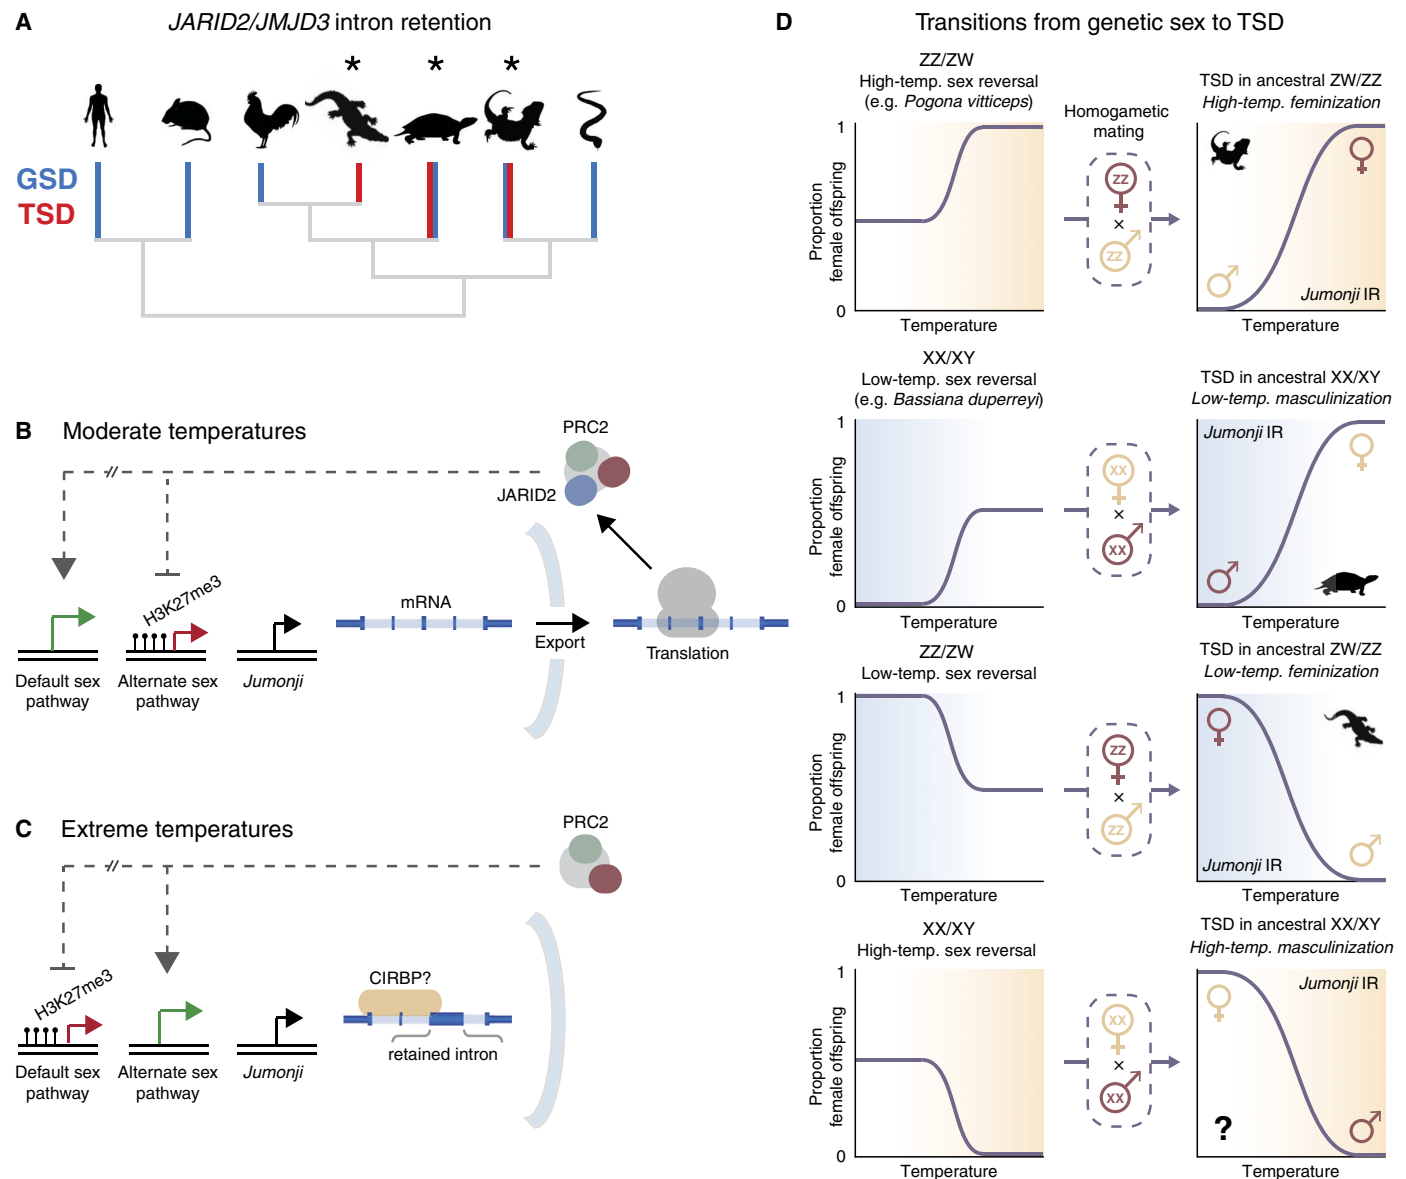 A
JARID2/JMJD3 intron retention
* * *
GSD
TSD
B
Moderate temperatures
PRC2
JARID2
H3K27me3
mRNA
Export
Translation
Default sex
pathway
Alternate sex
pathway
Jumonji
C
Extreme temperatures
PRC2
H3K27me3
CIRBP?
retained intron
Default sex
pathway
Alternate sex
pathway
Jumonji
D
Transitions from genetic sex to TSD
ZZ/ZW
High-temp. sex reversal
(e.g. Pogona vitticeps)
Proportion
female offspring
1
0
Temperature
Homogametic
mating
ZZ
×
ZZ
TSD in ancestral ZW/ZZ
High-temp. feminization
Jumonji IR
Temperature
XX/XY
Low-temp. sex reversal
(e.g. Bassiana duperreyi)
Proportion
female offspring
1
0
Temperature
XX
×
XX
TSD in ancestral XX/XY
Low-temp. masculinization
Jumonji IR
Temperature
ZZ/ZW
Low-temp. sex reversal
Proportion
female offspring
1
0
Temperature
ZZ
×
ZZ
TSD in ancestral ZW/ZZ
Low-temp. feminization
Jumonji IR
Temperature
XX/XY
High-temp. sex reversal
Proportion
female offspring
1
0
Temperature
XX
×
XX
TSD in ancestral XX/XY
High-temp. masculinization
Jumonji IR
?
Temperature